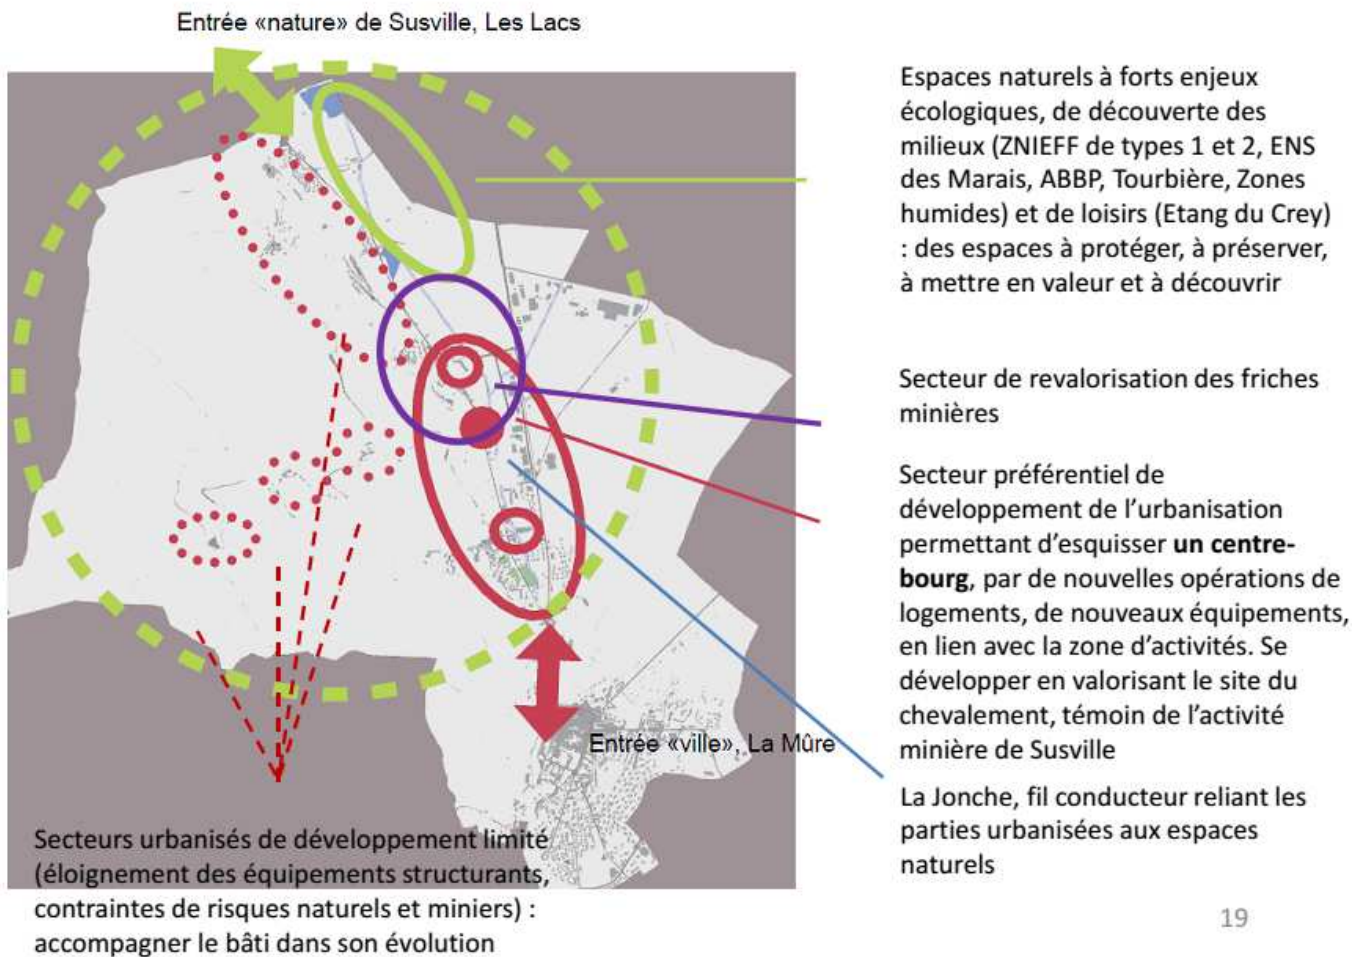 Entrée «nature» de Susville, Les Lacs
Espaces naturels à forts enjeux
écologiques, de découverte des
milieux (ZNIEFF de types 1 et 2, ENS
des Marais, ABBP, Tourbière, Zones
humides) et de loisirs (Etang du Crey)
: des espaces à protéger, à préserver,
à mettre en valeur et à découvrir
Secteur de revalorisation des friches
minières
Secteur préférentiel de
développement de l'urbanisation
permettant d'esquisser un centre-
bourg, par de nouvelles opérations de
logements, de nouveaux équipements,
en lien avec la zone d'activités. Se
développer en valorisant le site du
chevalement, témoin de l'activité
minière de Susville
Entrée «ville», La Mûre
La Jonche, fil conducteur reliant les
parties urbanisées aux espaces
naturels
Secteurs urbanisés de développement limité
(éloignement des équipements structurants,
contraintes de risques naturels et miniers) :
accompagner le bâti dans son évolution
19